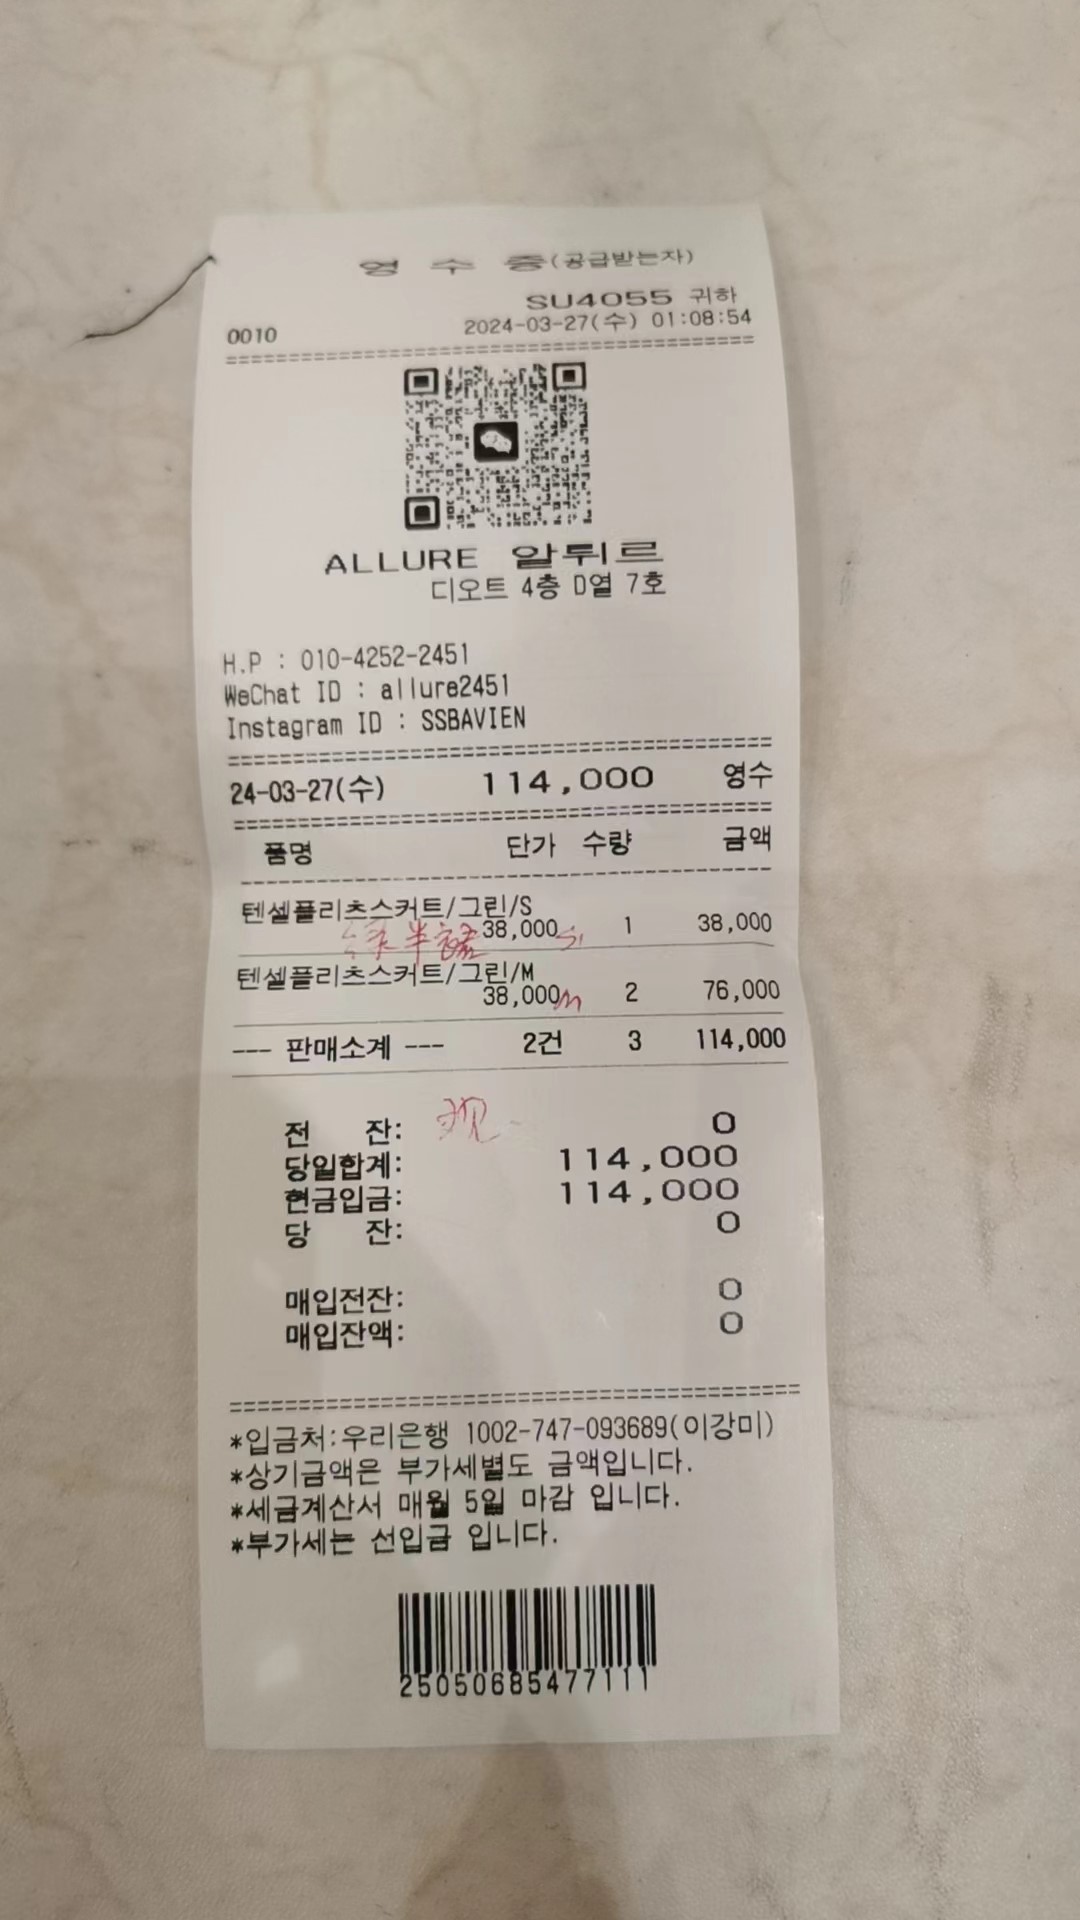 영 수 증(공급받는자)
SU4055 귀하
0010 2024-03-27(수) 01:08:54
ALLURE 알뛰르
디오트 4층 D열 7호
H.P : 010-4252-2451
WeChat ID : allure2451
Instagram ID : SSBAVIEN
24-03-27(수) 114,000 영수
품명 단가 수량 금액
텐셀플리츠스커트/그린/S
绿半裙 38,000 S 1 38,000
텐셀플리츠스커트/그린/M
38,000 m 2 76,000
--- 판매소계 --- 2건 3 114,000
전 잔: 现 0
당일합계: 114,000
현금입금: 114,000
당 잔: 0
매입전잔: 0
매입잔액: 0
*입금처:우리은행 1002-747-093689(이강미)
*상기금액은 부가세별도 금액입니다.
*세금계산서 매월 5일 마감 입니다.
*부가세는 선입금 입니다.
25050685477111